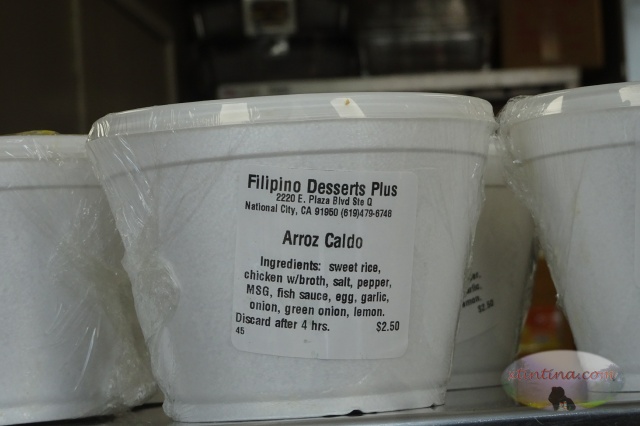 Filipino Desserts Plus
2220 E. Plaza Blvd Ste Q
National City, CA 91950 (619)479-6748
Arroz Caldo
Ingredients: sweet rice,
chicken w/broth, salt, pepper,
MSG, fish sauce, egg, garlic,
onion, green onion, lemon.
Discard after 4 hrs. $2.50
45
$2.50